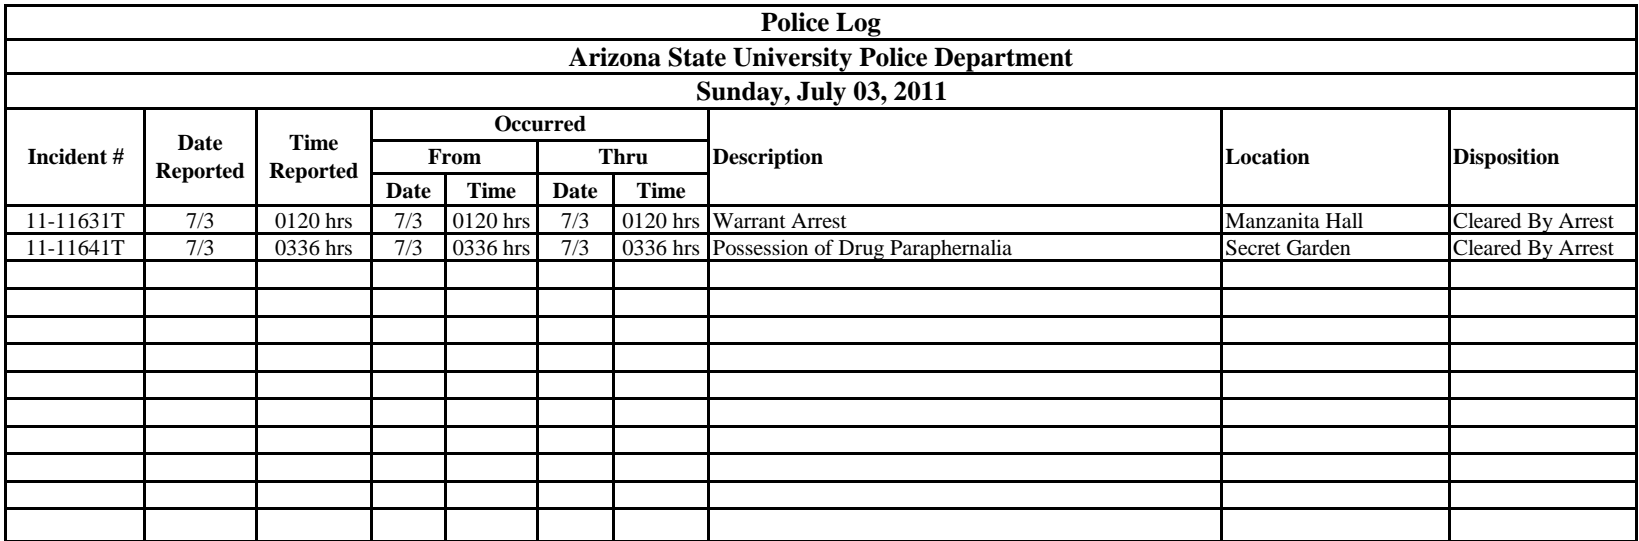 Police Log
Arizona State University Police Department
Sunday, July 03, 2011
Incident # Date Reported Time Reported Occurred Description Location Disposition
From Thru
Date Time Date Time
11-11631T 7/3 0120 hrs 7/3 0120 hrs 7/3 0120 hrs Warrant Arrest Manzanita Hall Cleared By Arrest
11-11641T 7/3 0336 hrs 7/3 0336 hrs 7/3 0336 hrs Possession of Drug Paraphernalia Secret Garden Cleared By Arrest